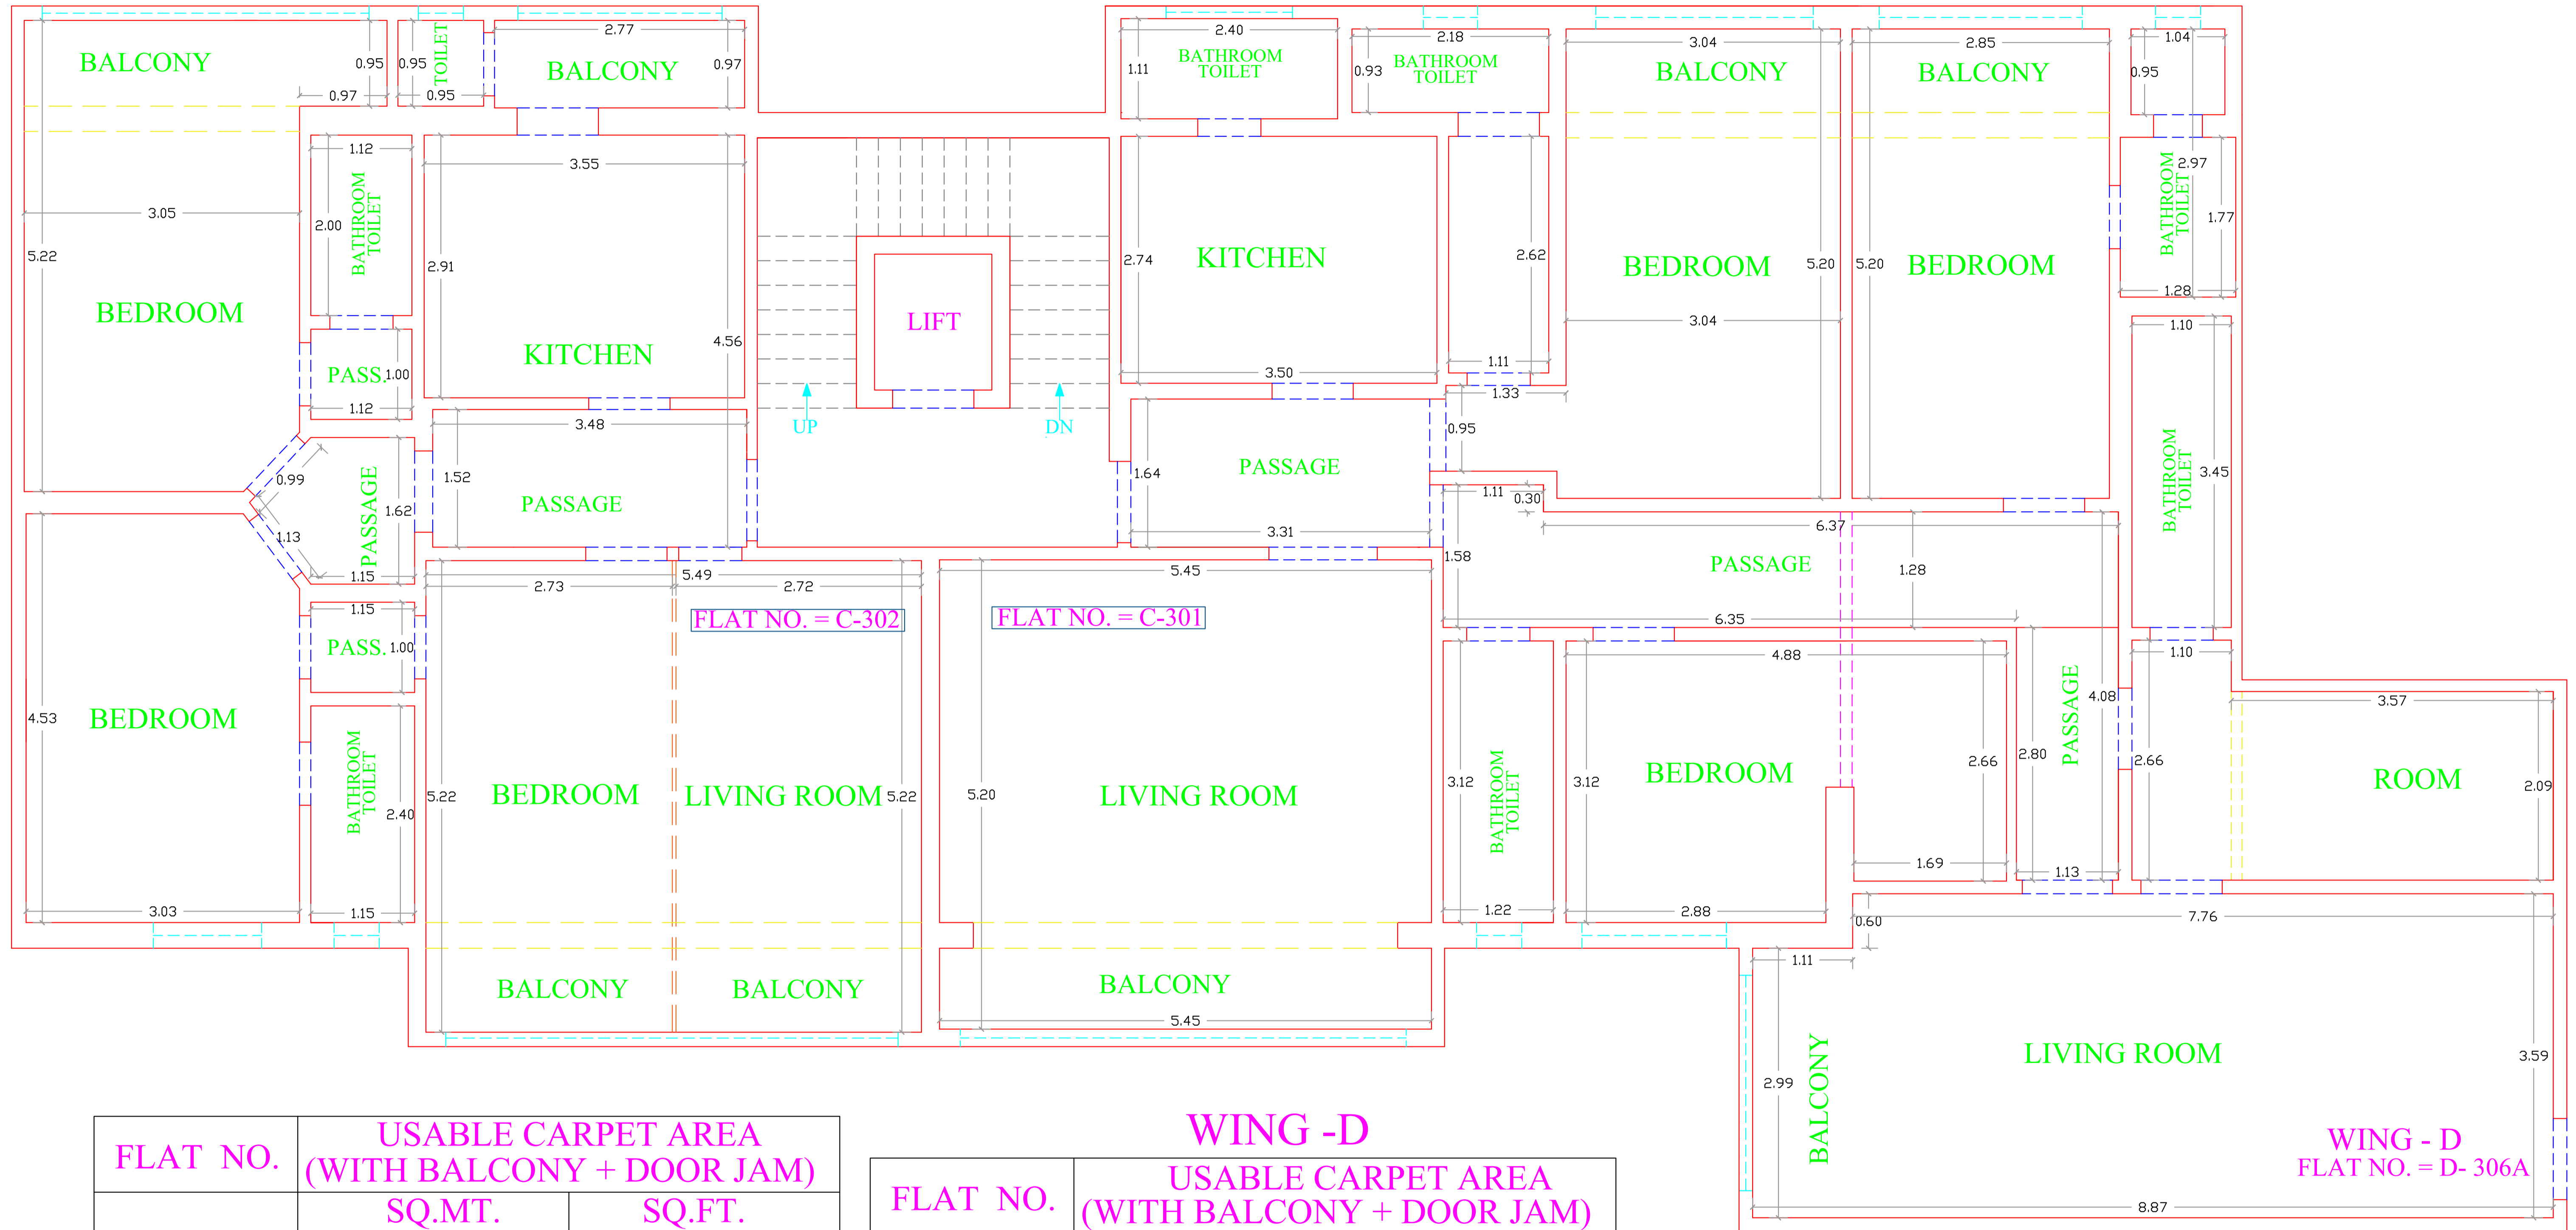 BALCONY
TOILET
BALCONY
2.77
0.95
0.95
0.97
0.97
0.95
2.40
BATHROOM
TOILET
1.11
2.18
BATHROOM
TOILET
0.93
3.04
BALCONY
2.85
BALCONY
1.04
0.95
1.12
3.55
2.00
BATHROOM
TOILET
3.05
5.22
BEDROOM
2.91
KITCHEN
4.56
PASS.
1.00
1.12
LIFT
UP
DN
2.74
KITCHEN
3.50
2.62
1.11
1.33
0.95
BEDROOM
5.20
3.04
5.20
BEDROOM
2.97
BATHROOM
TOILET
1.77
1.28
1.10
BATHROOM
TOILET
3.45
3.48
1.52
PASSAGE
0.99
1.13
PASSAGE
1.62
1.15
1.64
PASSAGE
3.31
1.11
0.30
6.37
1.58
PASSAGE
1.28
6.35
1.15
PASS.
1.00
5.49
2.73
2.72
FLAT NO. = C-302
5.45
FLAT NO. = C-301
4.53
BEDROOM
BATHROOM
TOILET
2.40
3.03
1.15
5.22
BEDROOM
LIVING ROOM
5.22
5.20
LIVING ROOM
3.12
BATHROOM
TOILET
1.22
4.88
3.12
BEDROOM
2.66
2.88
1.69
PASSAGE
4.08
2.80
1.13
1.10
2.66
3.57
ROOM
2.09
BALCONY
BALCONY
BALCONY
5.45
0.60
7.76
1.11
2.99
BALCONY
LIVING ROOM
3.59
WING - D
FLAT NO. = D- 306A
8.87
FLAT NO.
USABLE CARPET AREA
(WITH BALCONY + DOOR JAM)
SQ.MT.
SQ.FT.
WING -D
FLAT NO.
USABLE CARPET AREA
(WITH BALCONY + DOOR JAM)